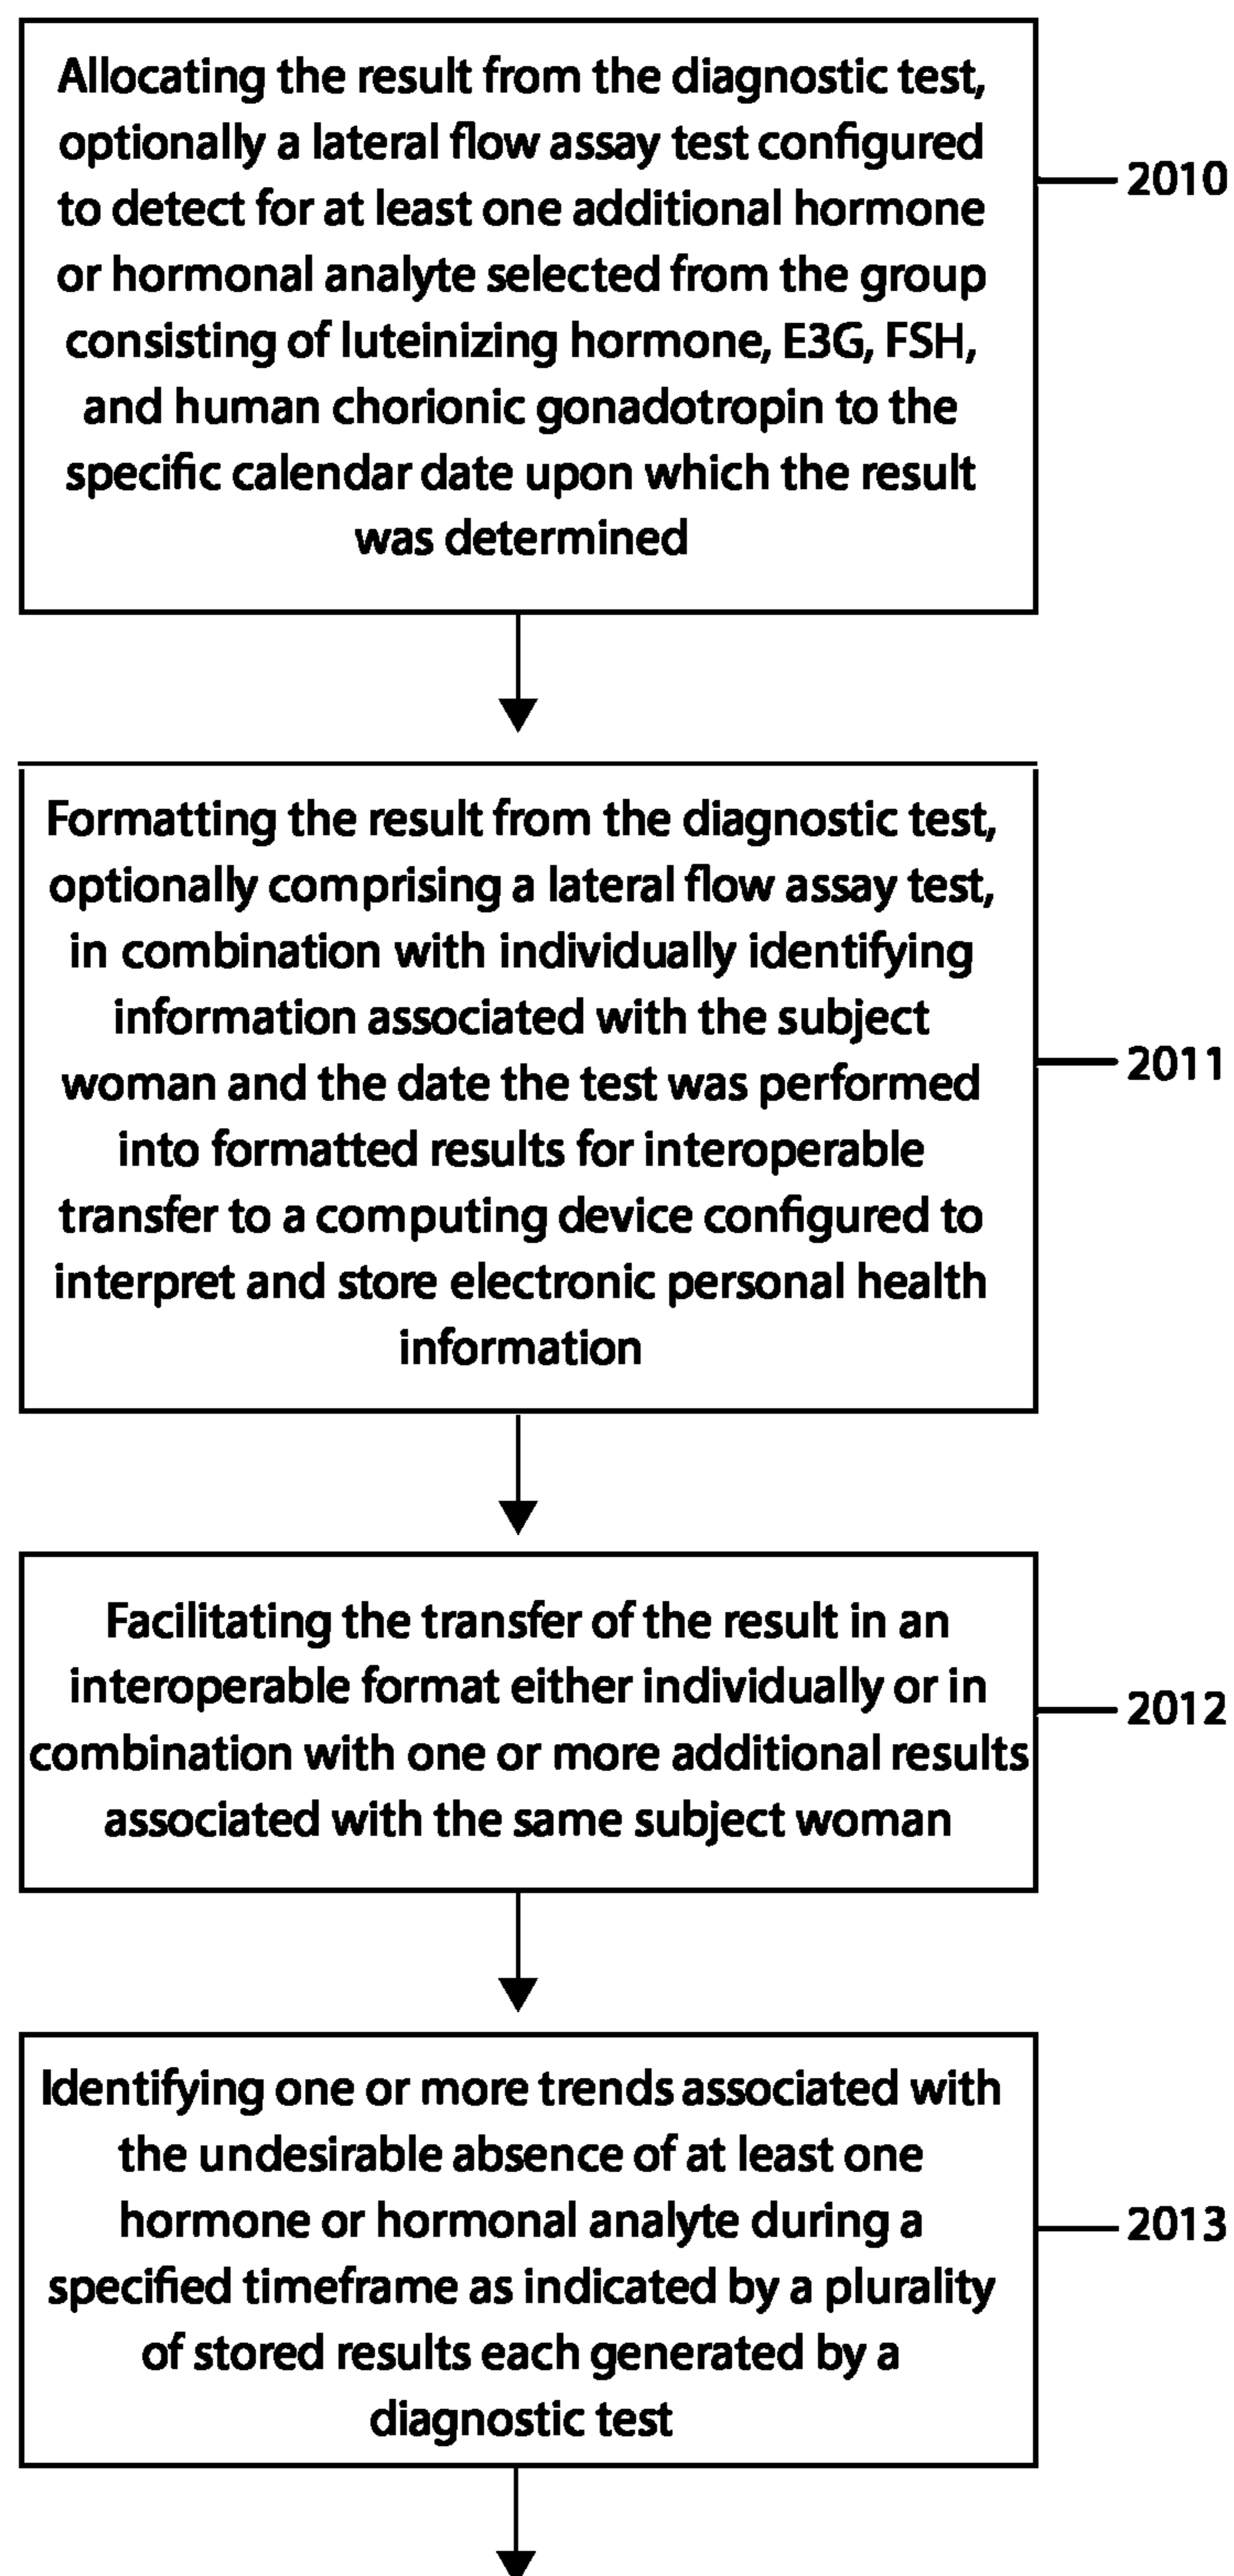 Allocating the result from the diagnostic test,
optionally a lateral flow assay test configured
to detect for at least one additional hormone
or hormonal analyte selected from the group
consisting of luteinizing hormone, E3G, FSH,
and human chorionic gonadotropin to the
specific calendar date upon which the result
was determined
2010
Formatting the result from the diagnostic test,
optionally comprising a lateral flow assay test,
in combination with individually identifying
information associated with the subject
woman and the date the test was performed
into formatted results for interoperable
transfer to a computing device configured to
interpret and store electronic personal health
information
2011
Facilitating the transfer of the result in an
interoperable format either individually or in
combination with one or more additional results
associated with the same subject woman
2012
Identifying one or more trends associated with
the undesirable absence of at least one
hormone or hormonal analyte during a
specified timeframe as indicated by a plurality
of stored results each generated by a
diagnostic test
2013